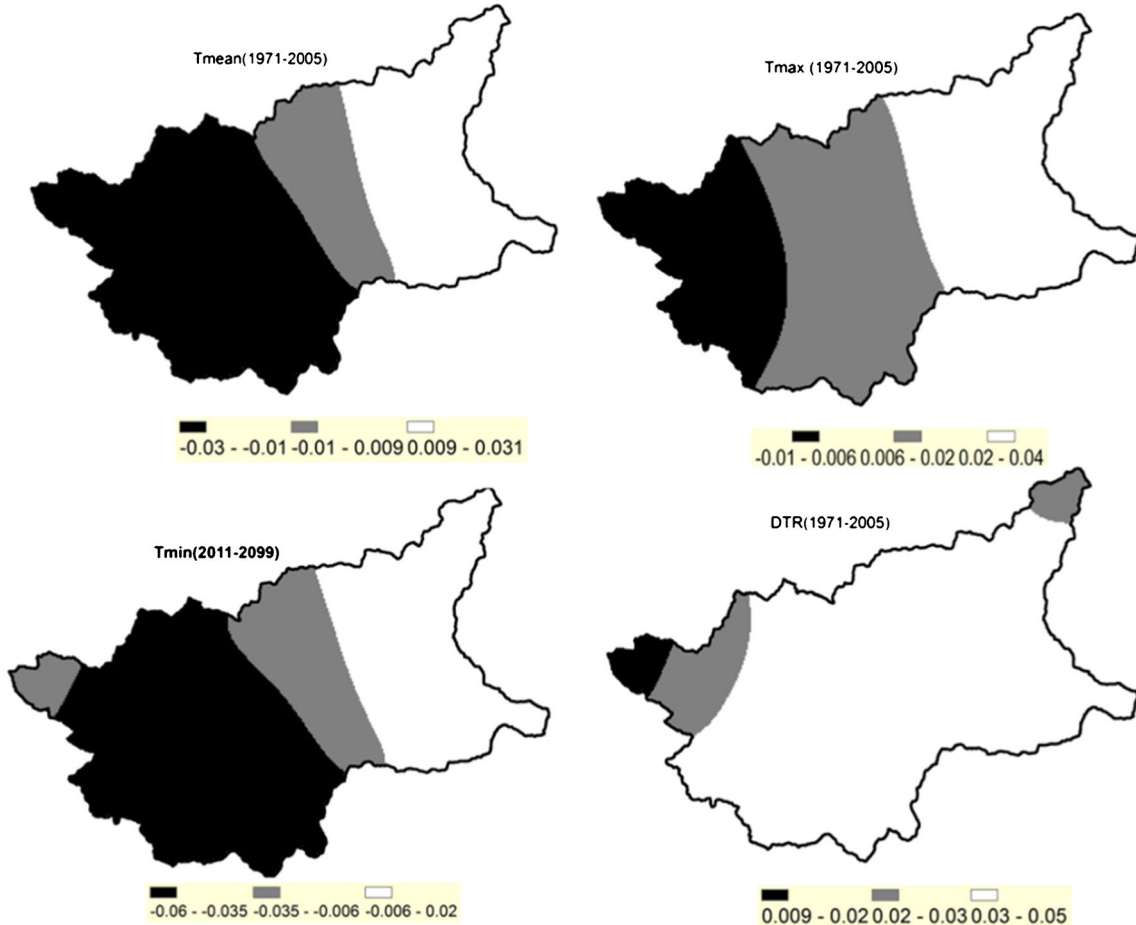 Tmean(1971-2005)
Tmax (1971-2005)
-0.03 - -0.01 -0.01 - 0.009 0.009 - 0.031
-0.01 - 0.006 0.006 - 0.02 0.02 - 0.04
Tmin(2011-2099)
DTR(1971-2005)
-0.06 - -0.035 -0.035 - -0.006 -0.006 - 0.02
0.009 - 0.02 0.02 - 0.03 0.03 - 0.05